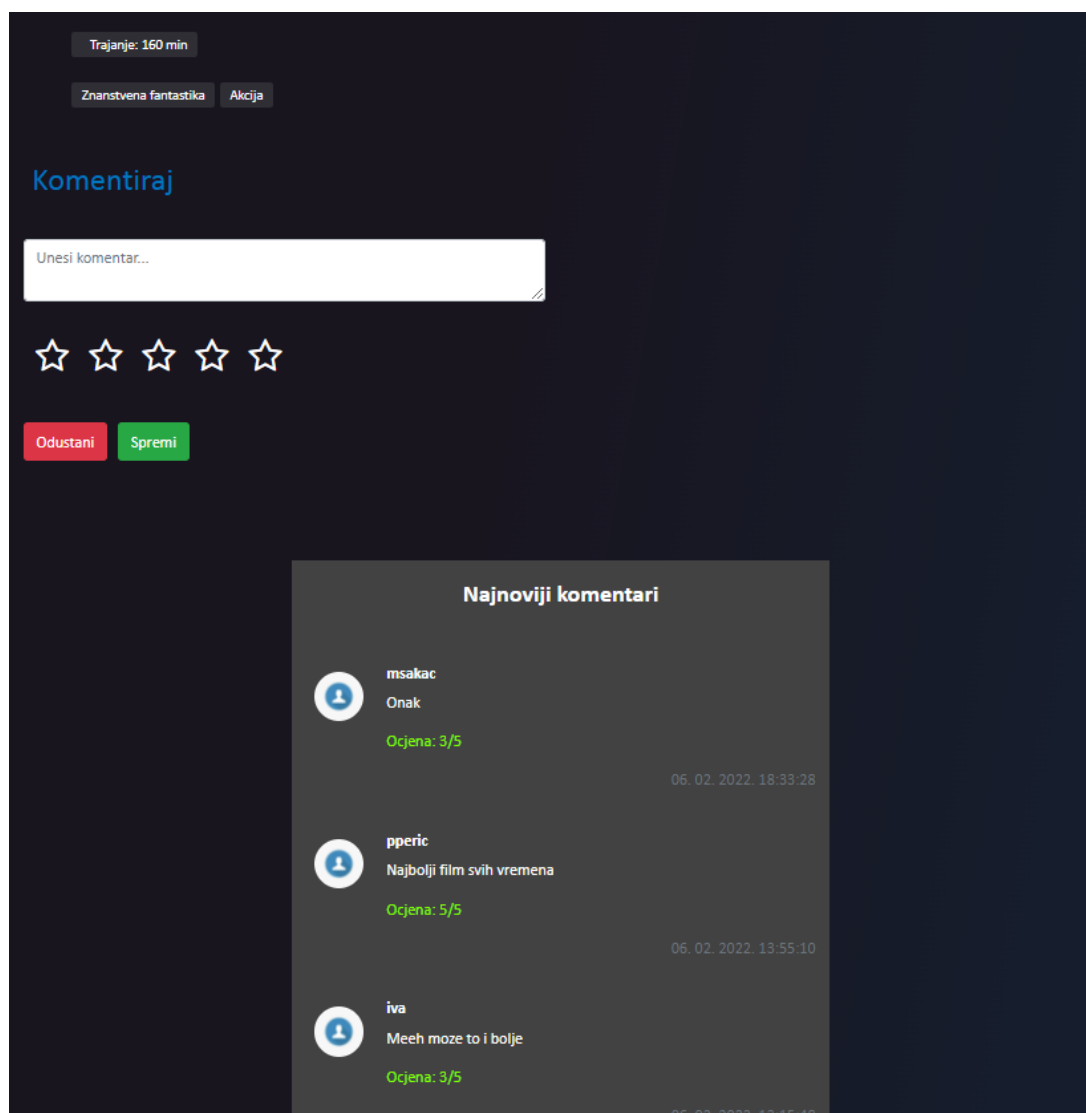 Trajanje: 160 min
Znanstvena fantastika Akcija
Komentiraj
Unesi komentar...
Odustani Spremi
Najnoviji komentari
msakac
Onak
Ocjena: 3/5
06. 02. 2022. 18:33:28
pperic
Najbolji film svih vremena
Ocjena: 5/5
06. 02. 2022. 13:55:10
iva
Meeh moze to i bolje
Ocjena: 3/5